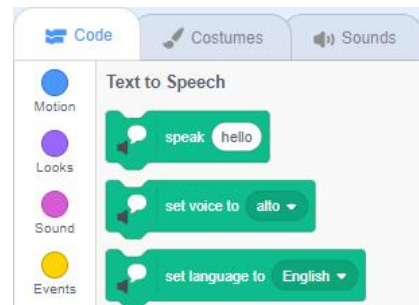 Code Costumes Sounds
Motion
Looks
Sound
Events
Text to Speech
speak hello
set voice to alto
set language to English